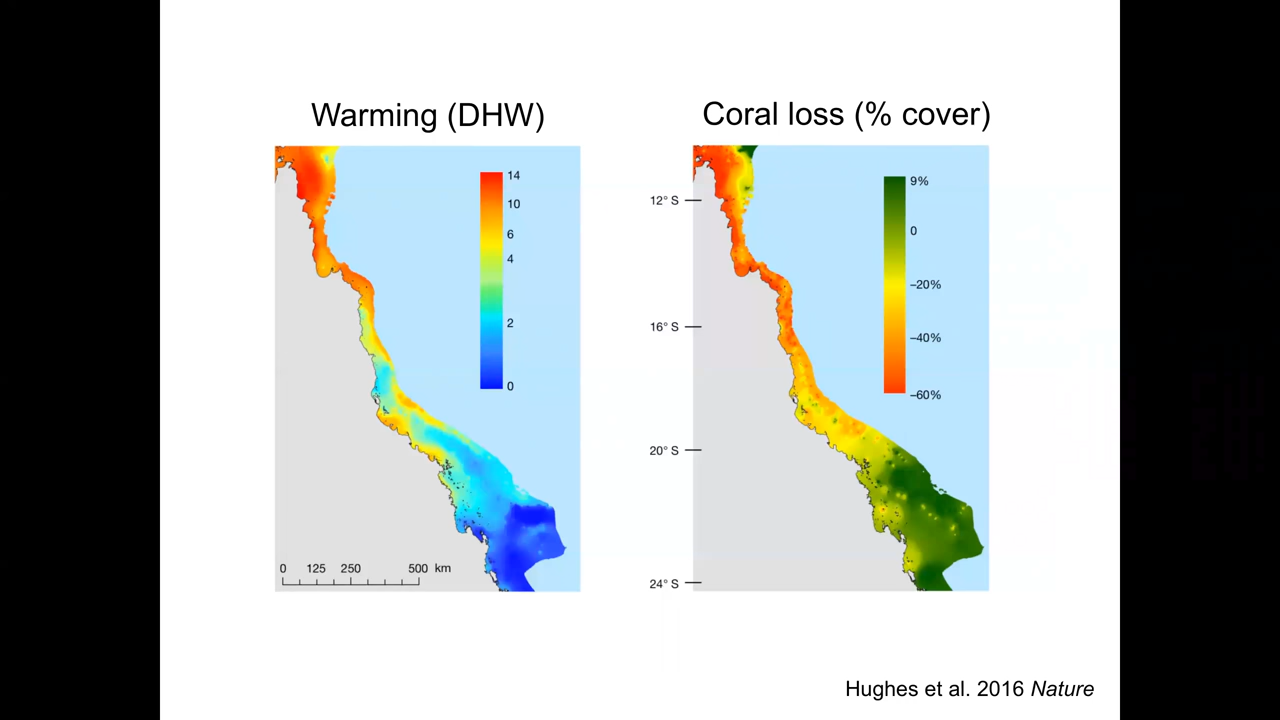 Warming (DHW)
Coral loss (% cover)
14
10
6
4
2
0
0 125 250 500 km
12° S
16° S
20° S
24° S
9%
0
–20%
–40%
–60%
Hughes et al. 2016 Nature